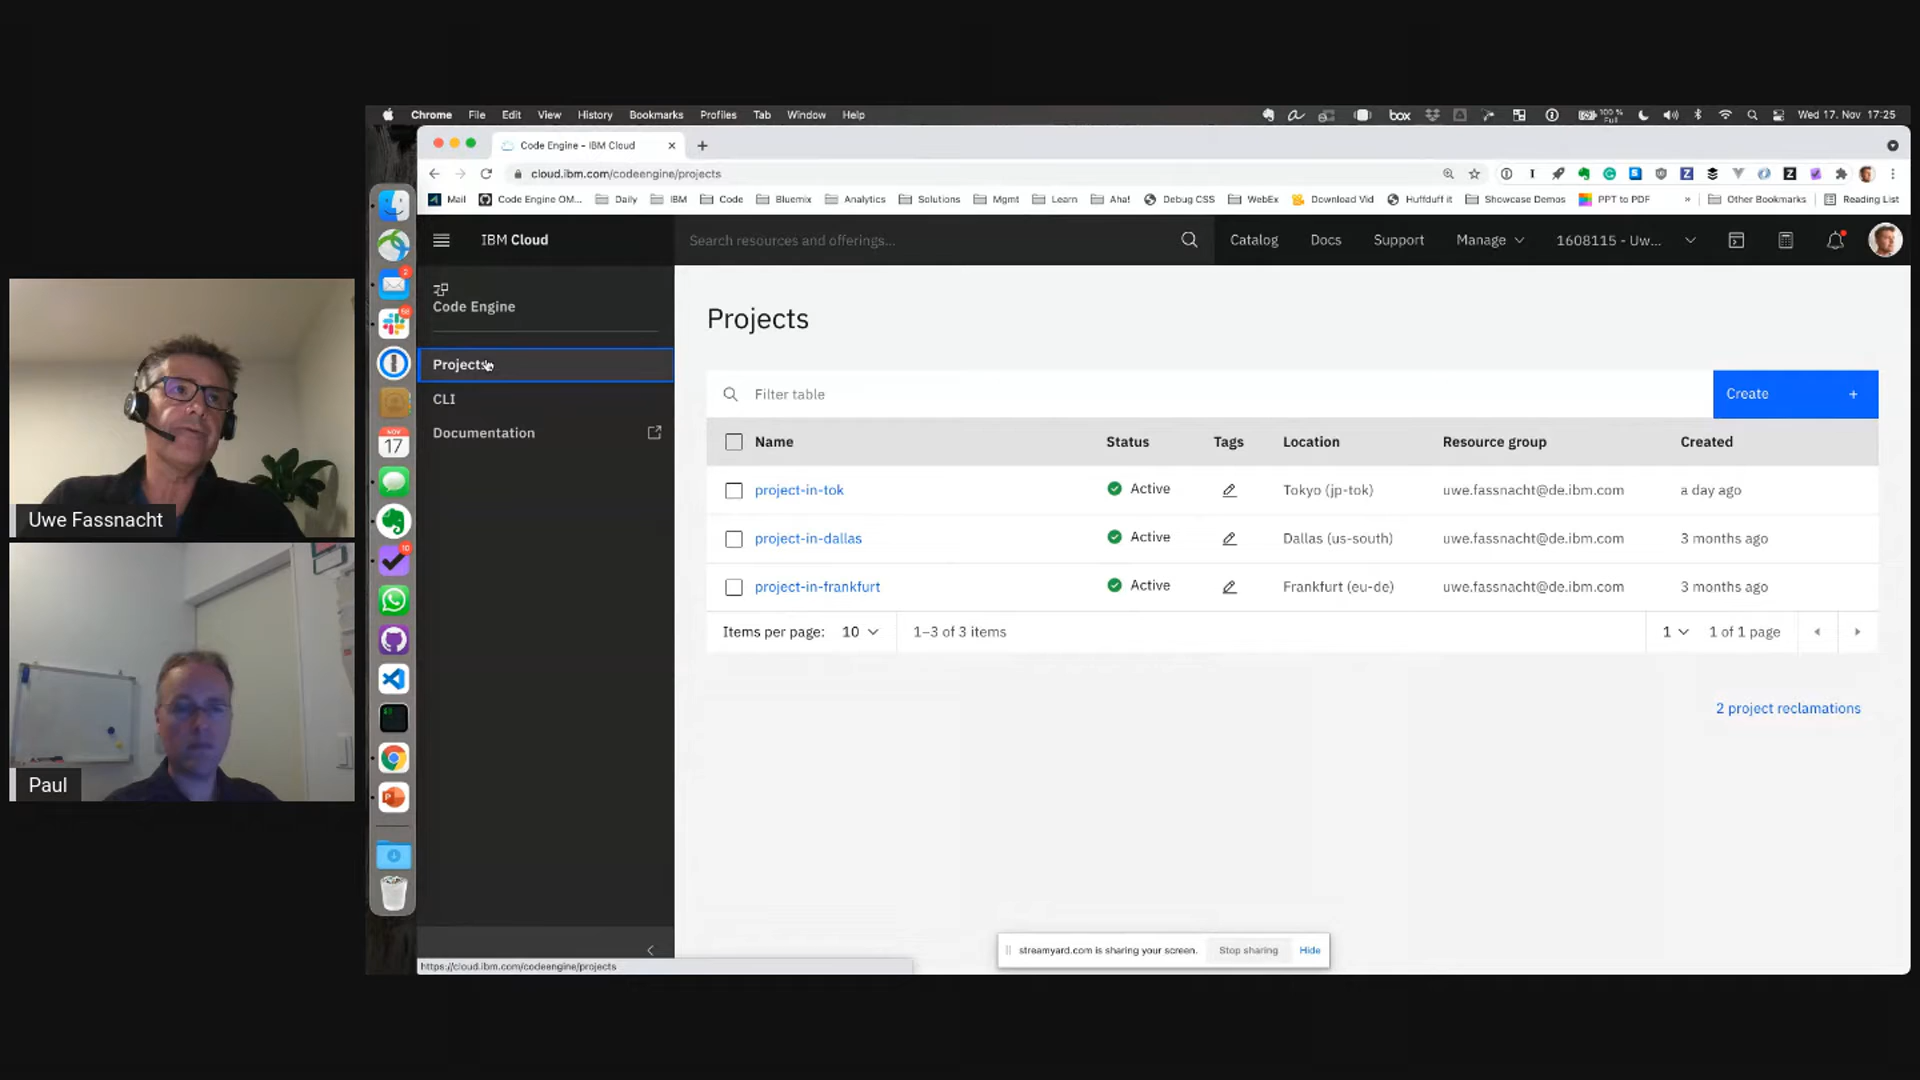 Chrome File Edit View History Bookmarks Profiles Tab Window Help box 100 % Full Wed 17. Nov 17:25
Code Engine - IBM Cloud
cloud.ibm.com/codeengine/projects
Mail Code Engine OM... Daily IBM Code Bluemix Analytics Solutions Mgmt Learn Aha! Debug CSS WebEx Download Vid Huffduff it Showcase Demos PPT to PDF » Other Bookmarks Reading List
IBM Cloud Search resources and offerings... Catalog Docs Support Manage 1608115 - Uw...
Code Engine
Projects
CLI
Documentation
Projects
Filter table Create +
Name Status Tags Location Resource group Created
project-in-tok Active Tokyo (jp-tok) uwe.fassnacht@de.ibm.com a day ago
project-in-dallas Active Dallas (us-south) uwe.fassnacht@de.ibm.com 3 months ago
project-in-frankfurt Active Frankfurt (eu-de) uwe.fassnacht@de.ibm.com 3 months ago
Items per page: 10 1–3 of 3 items 1 1 of 1 page
2 project reclamations
streamyard.com is sharing your screen. Stop sharing Hide
https://cloud.ibm.com/codeengine/projects
NOV
17
Uwe Fassnacht
Paul